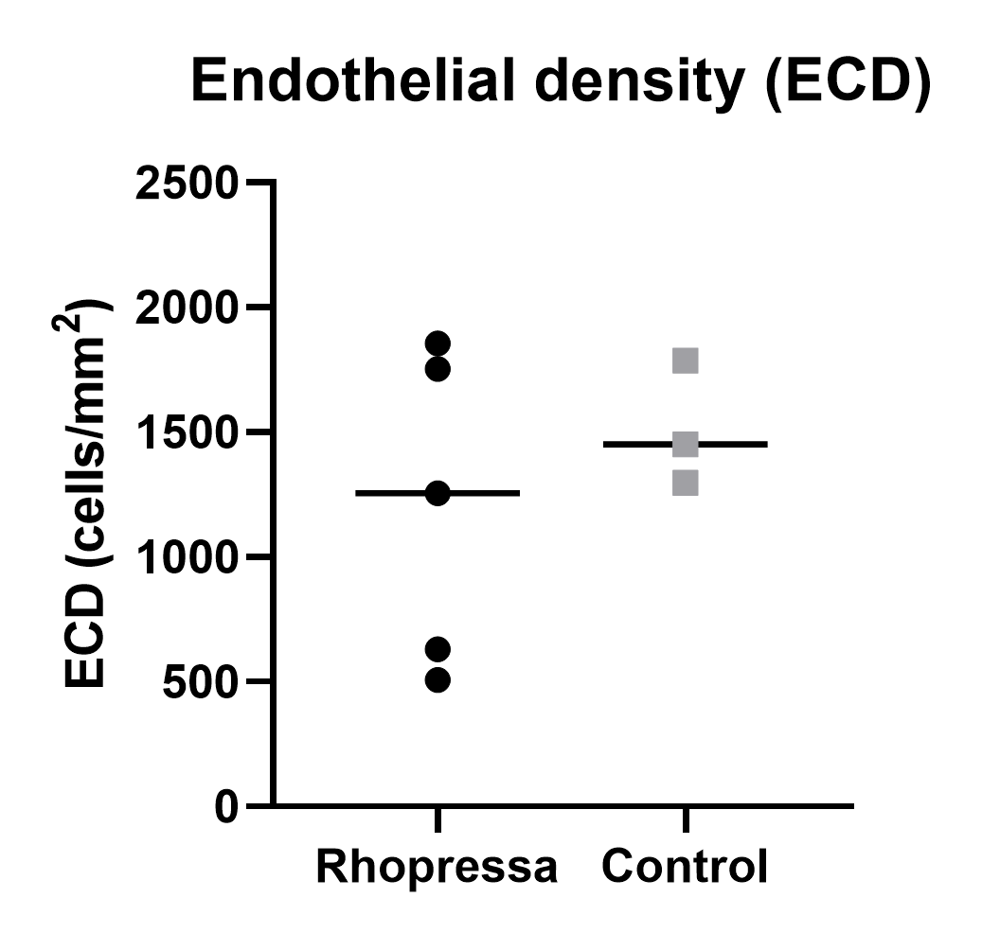 Endothelial density (ECD)
2500
2000
1500
1000
500
0
ECD (cells/mm²)
Rhopressa Control